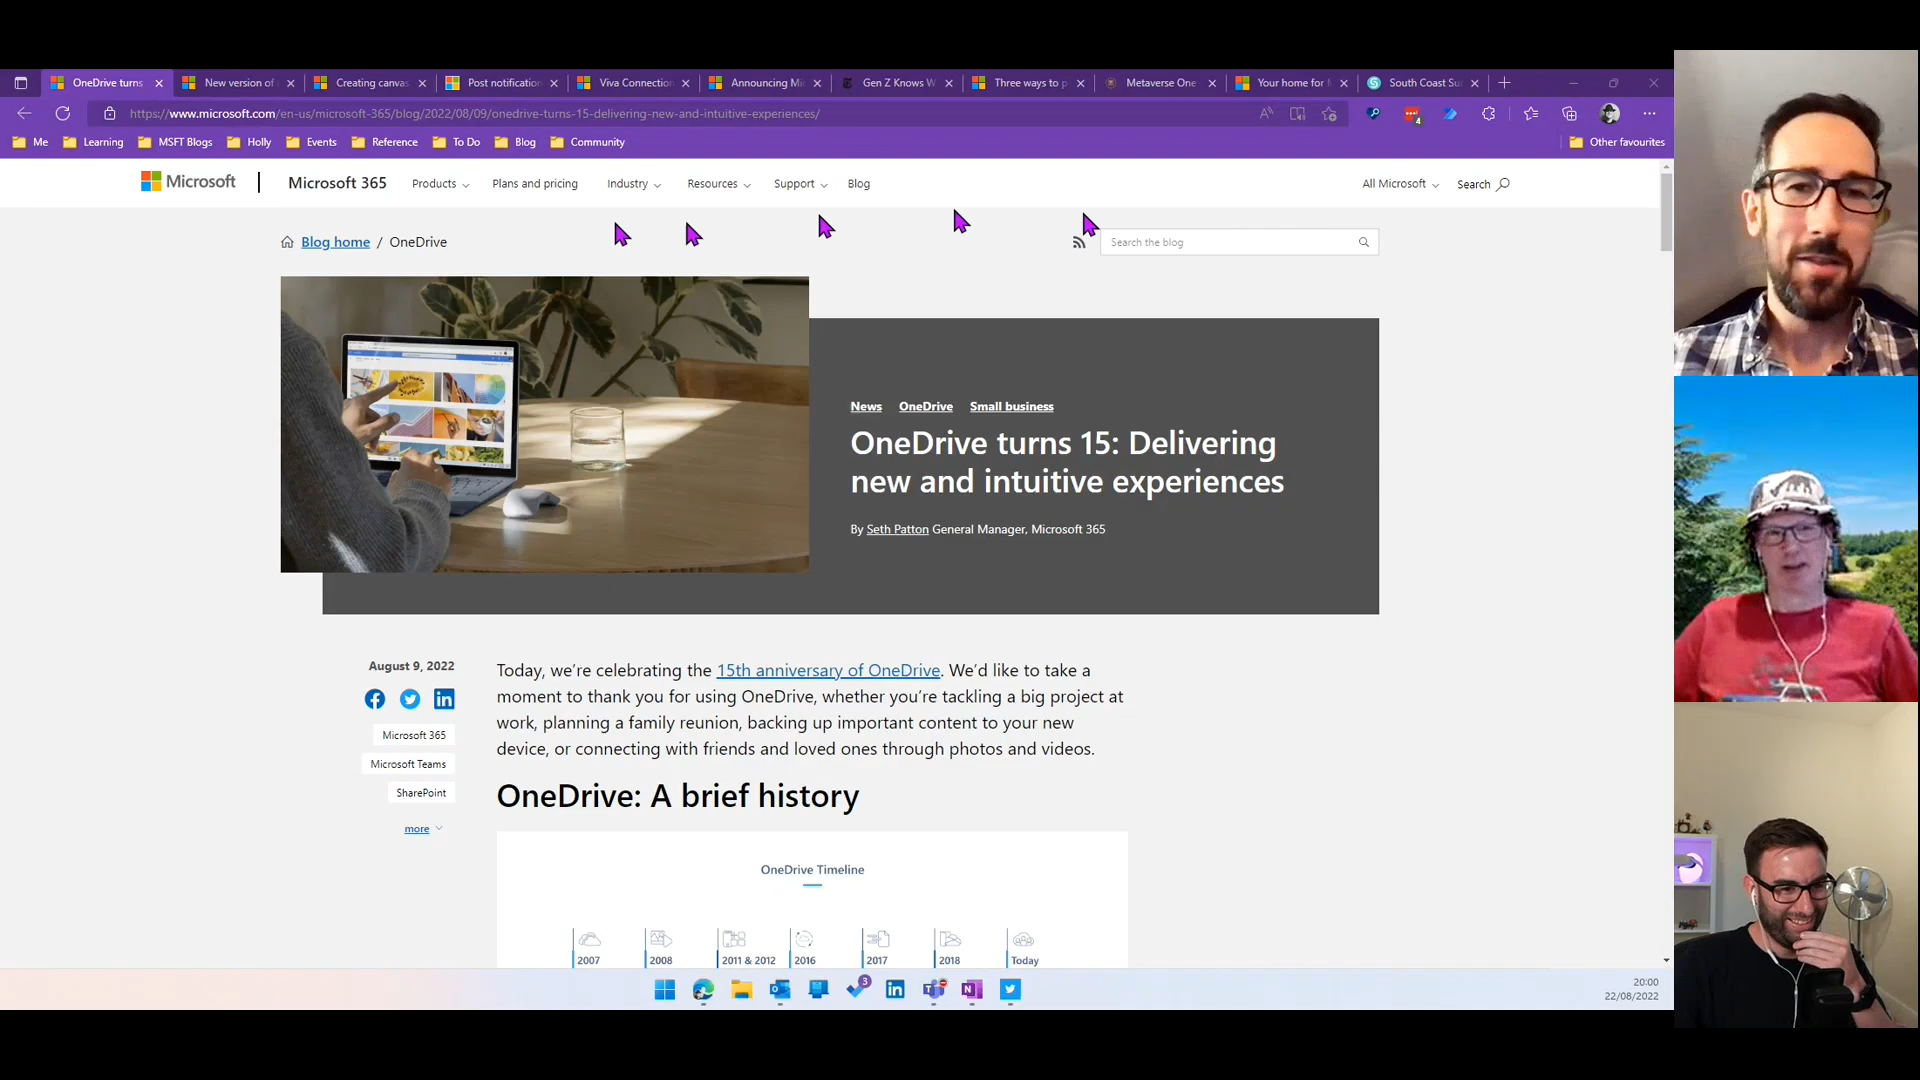 OneDrive turns
New version of
Creating canvas
Post notification
Viva Connection
Announcing Mi
Gen Z Knows W
Three ways to p
Metaverse One
Your home for
South Coast Su
https://www.microsoft.com/en-us/microsoft-365/blog/2022/08/09/onedrive-turns-15-delivering-new-and-intuitive-experiences/
4
Me
Learning
MSFT Blogs
Holly
Events
Reference
To Do
Blog
Community
Other favourites
Microsoft
Microsoft 365
Products
Plans and pricing
Industry
Resources
Support
Blog
All Microsoft
Search
Blog home / OneDrive
Search the blog
News OneDrive Small business
OneDrive turns 15: Delivering
new and intuitive experiences
By Seth Patton General Manager, Microsoft 365
August 9, 2022
Microsoft 365
Microsoft Teams
SharePoint
more
Today, we're celebrating the 15th anniversary of OneDrive. We'd like to take a
moment to thank you for using OneDrive, whether you're tackling a big project at
work, planning a family reunion, backing up important content to your new
device, or connecting with friends and loved ones through photos and videos.
OneDrive: A brief history
OneDrive Timeline
2007
2008
2011 & 2012
2016
2017
2018
Today
3
20:00
22/08/2022